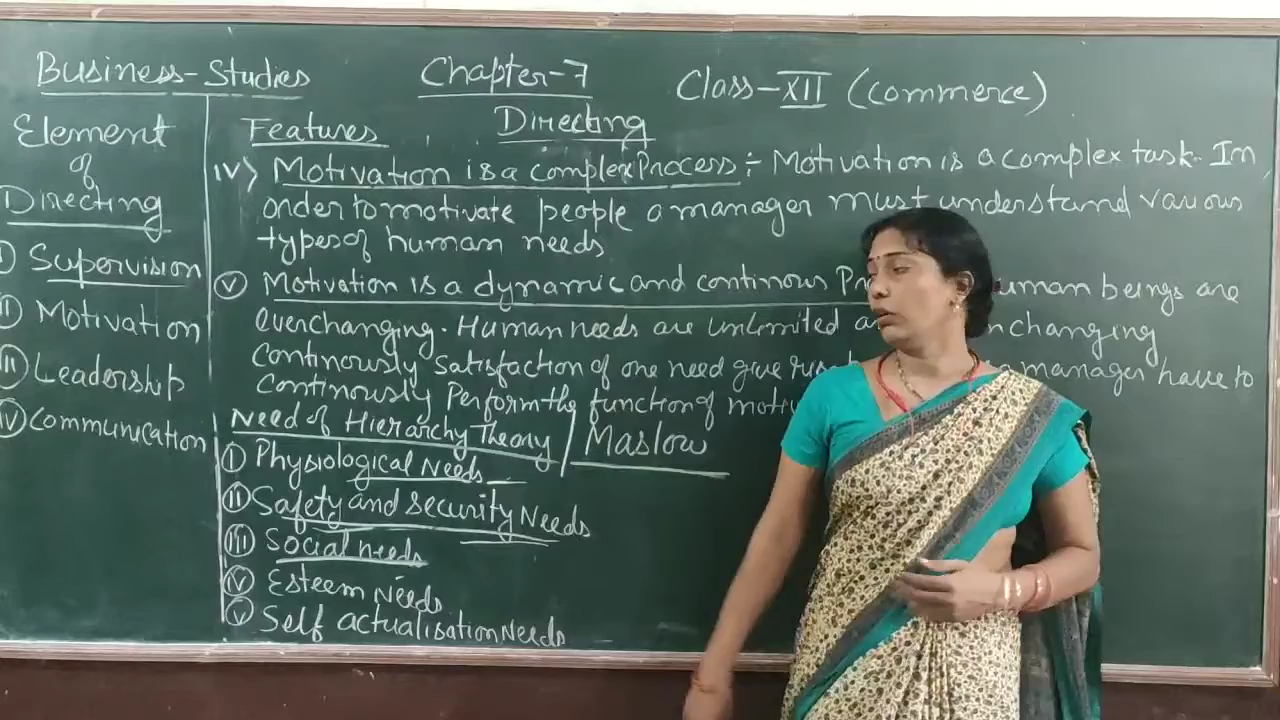 Business-Studies Chapter-7 Class-XII (Commerce)
Directing
Element
of
Directing
Supervision
ii Motivation
iii Leadership
iv Communication
Features
iv) Motivation is a complex Process :- Motivation is a complex task. In
order to motivate people a manager must understand various
types of human needs
v Motivation is a dynamic and continous human beings are
everchanging. Human needs are unlimited changing
continously satisfaction of one need give manager have to
continously Perform the function of
Need of Hierarchy Theory / Maslow
i Physiological Needs
ii Safety and security Needs
iii Social needs
iv Esteem Needs
v Self actualisation Needs